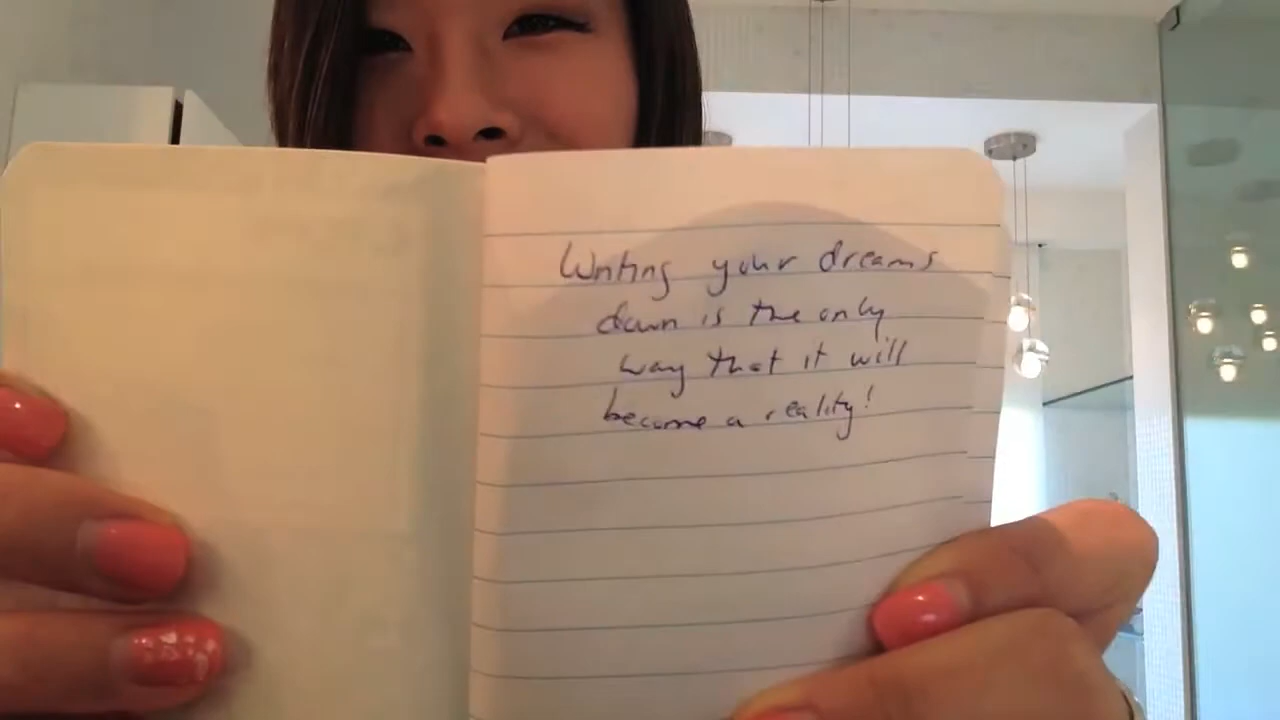 Writing your dreams
down is the only
way that it will
become a reality!